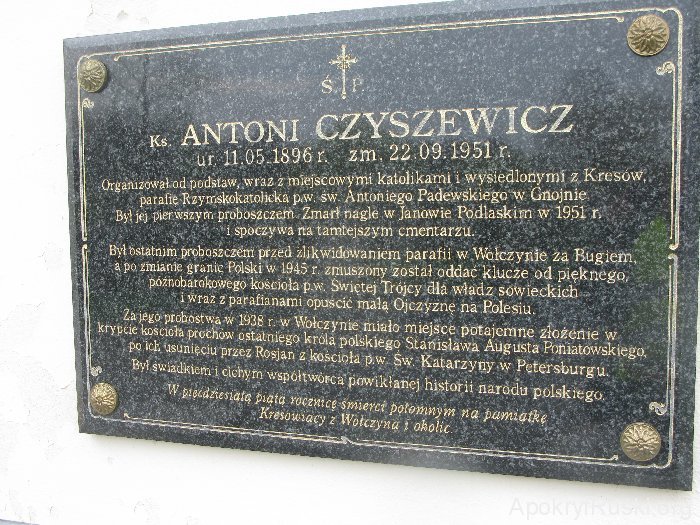 Ś. P.
Ks. ANTONI CZYSZEWICZ
ur. 11.05.1896 r. zm. 22.09.1951 r.
Organizował od podstaw, wraz z miejscowymi katolikami i wysiedlonymi z Kresów,
parafię Rzymskokatolicką p.w. św. Antoniego Padewskiego w Gnojnie.
Był jej pierwszym proboszczem. Zmarł nagle w Janowie Podlaskim w 1951 r.
i spoczywa na tamtejszym cmentarzu.
Był ostatnim proboszczem przed zlikwidowaniem parafii w Wołczynie za Bugiem,
a po zmianie granic Polski w 1945 r. zmuszony został oddać klucze od pięknego,
późnobarokowego kościoła p.w. Świętej Trójcy dla władz sowieckich
i wraz z parafianami opuścić małą Ojczyznę na Polesiu.
Za jego probostwa w 1938 r. w Wołczynie miało miejsce potajemne złożenie w
krypcie kościoła prochów ostatniego króla polskiego Stanisława Augusta Poniatowskiego,
po ich usunięciu przez Rosjan z kościoła p.w. Św. Katarzyny w Petersburgu.
Był świadkiem i cichym współtwórcą powikłanej historii narodu polskiego.
W pięćdziesiątą piątą rocznicę śmierci potomnym na pamiątkę
Kresowiacy z Wołczyna i okolic.
ApokryfRuski.org